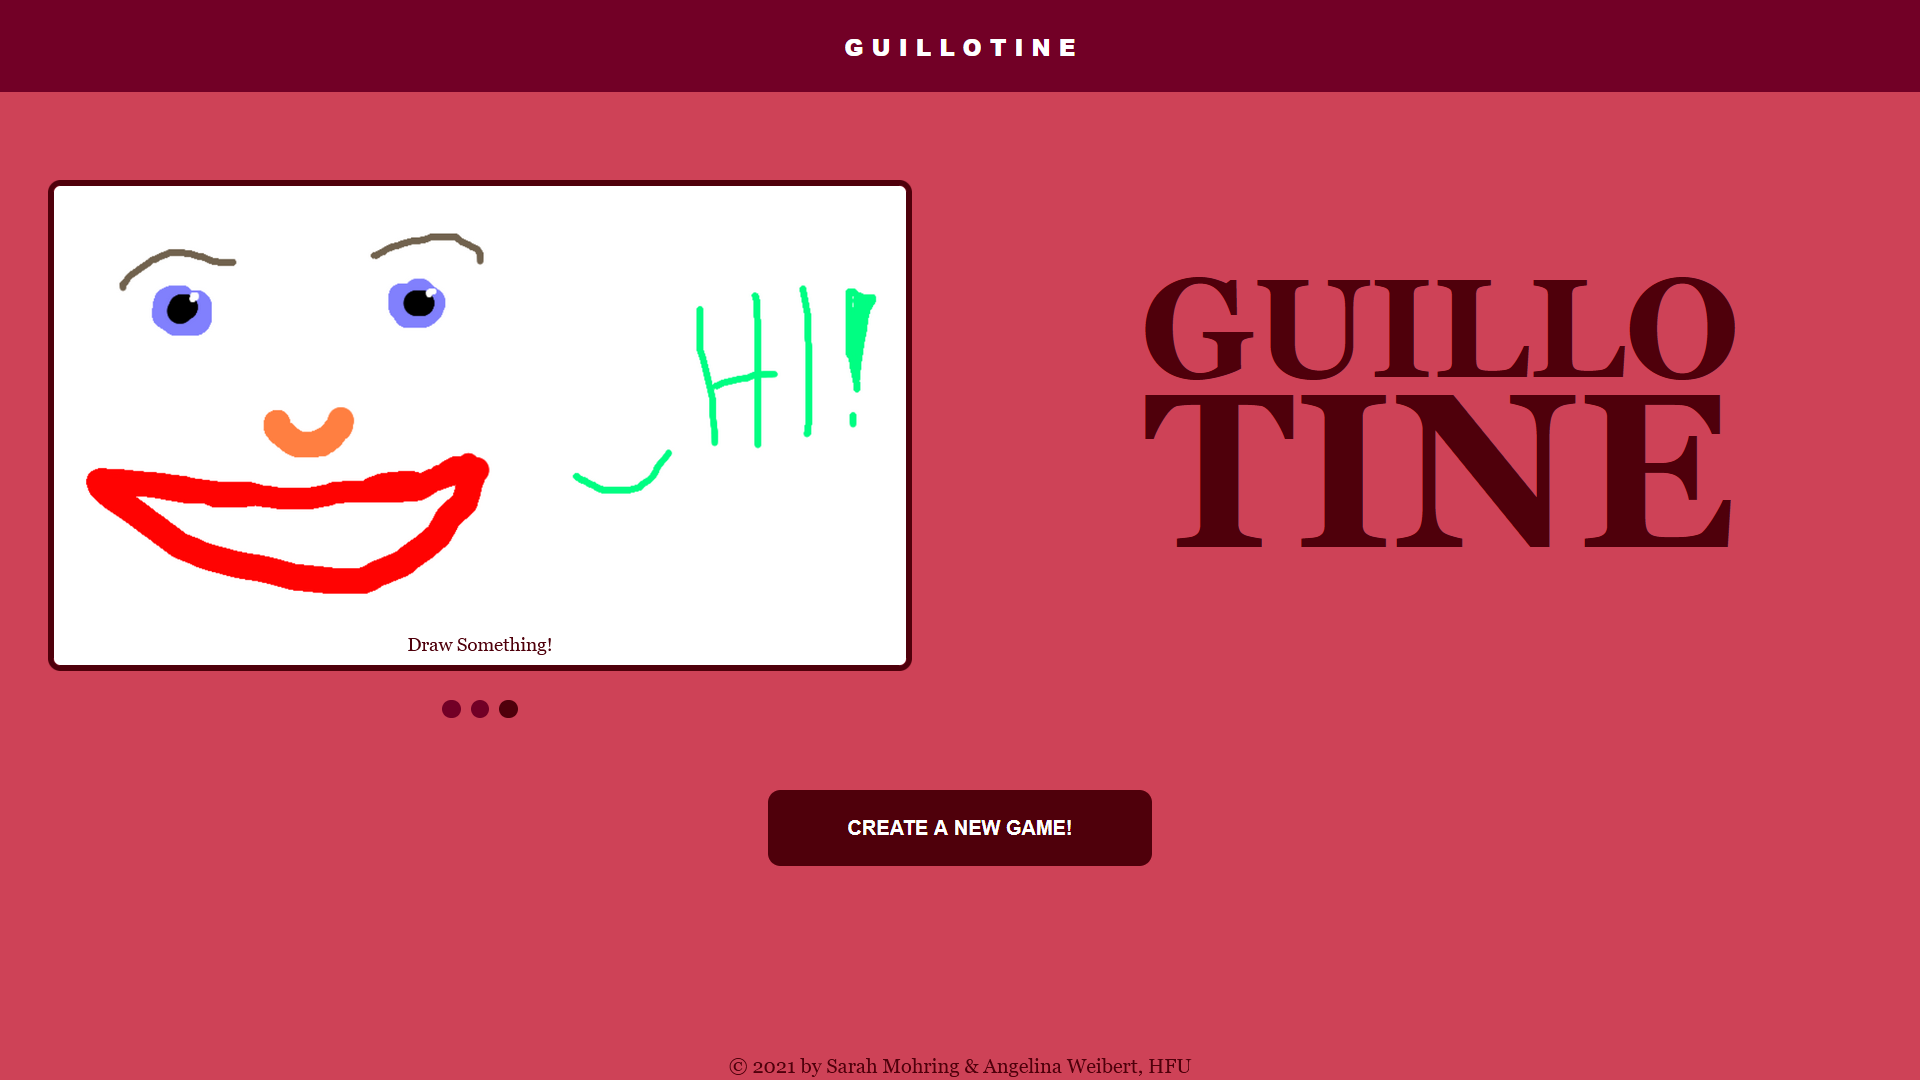 GUILLOTINE
HI!
Draw Something!
GUILLO
TINE
CREATE A NEW GAME!
© 2021 by Sarah Mohring & Angelina Weibert, HFU